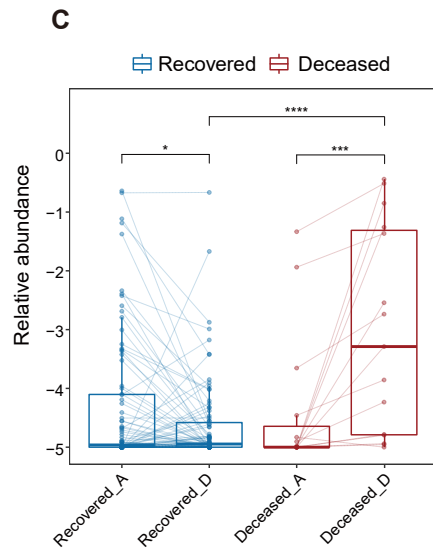 C
Recovered Deceased
****
* ***
Relative abundance
0
−1
−2
−3
−4
−5
Recovered_A
Recovered_D
Deceased_A
Deceased_D